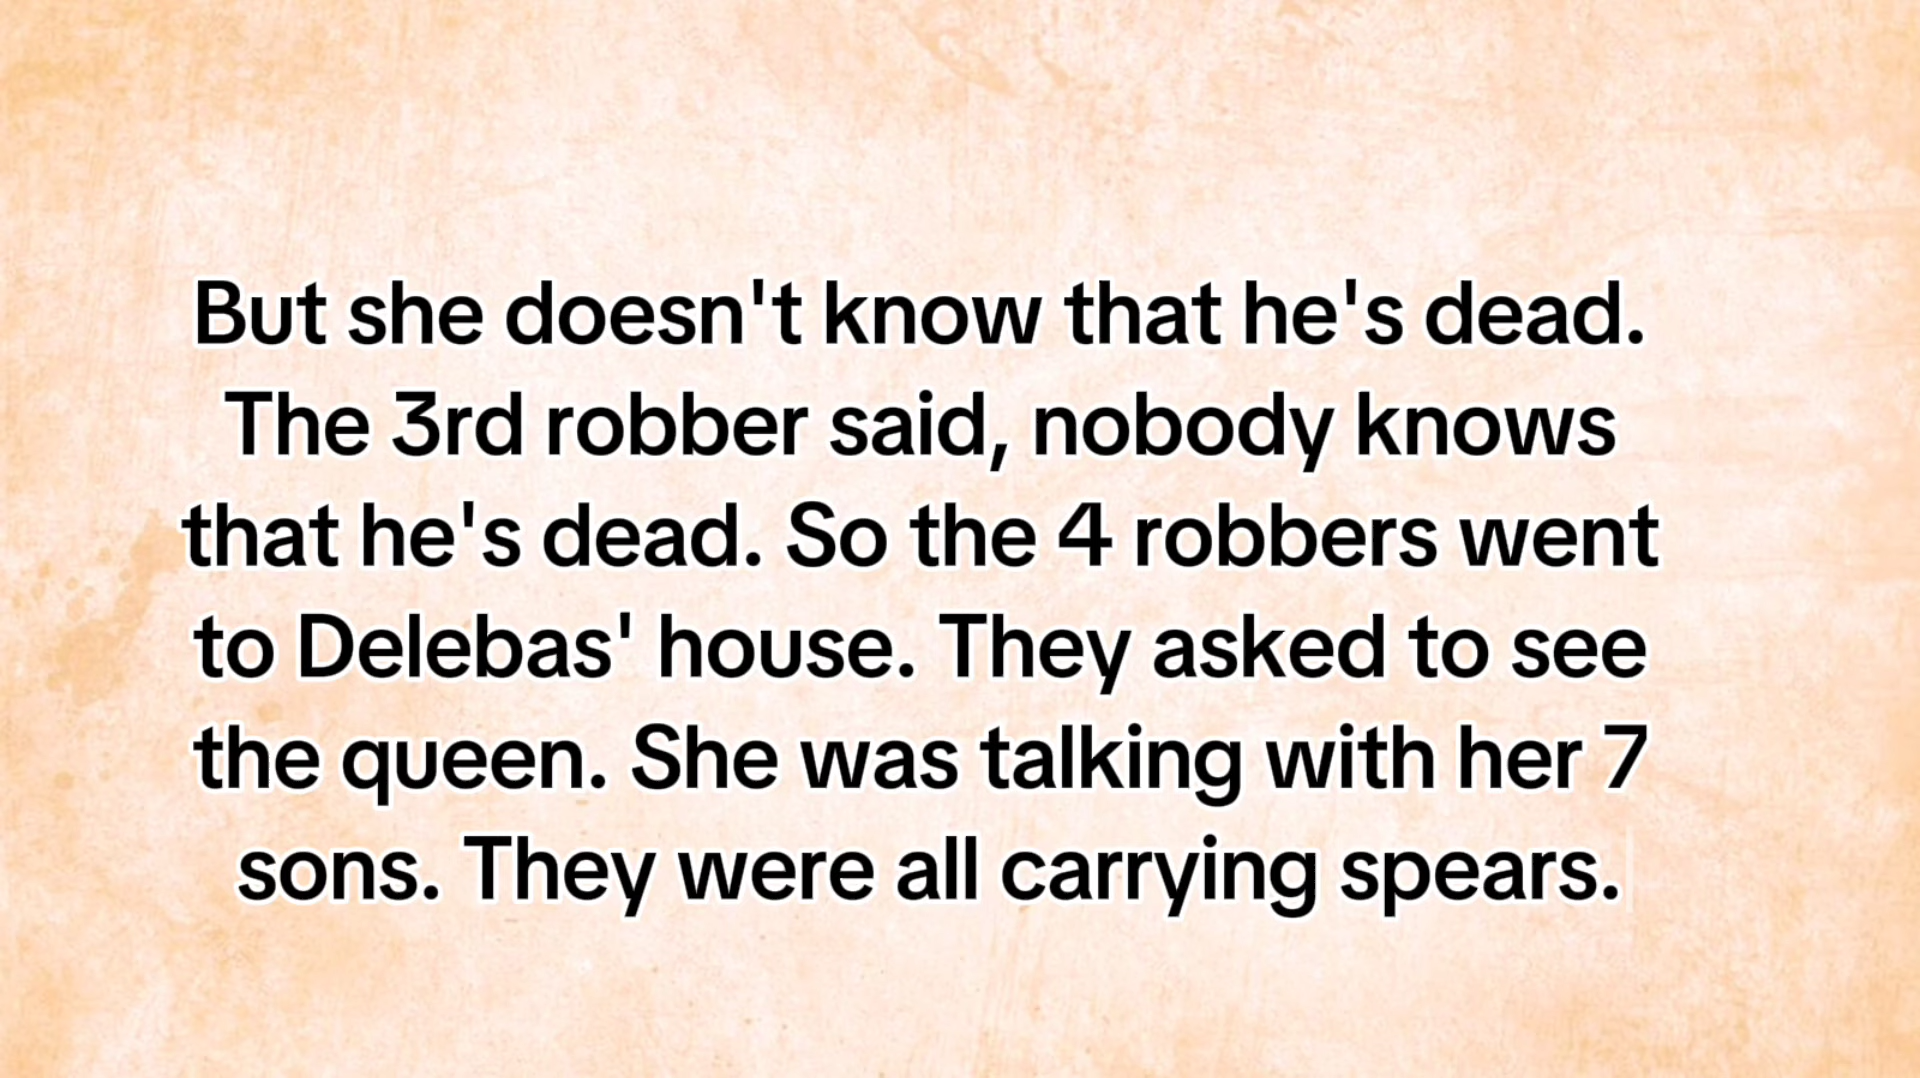 But she doesn't know that he's dead.
The 3rd robber said, nobody knows
that he's dead. So the 4 robbers went
to Delebas' house. They asked to see
the queen. She was talking with her 7
sons. They were all carrying spears.